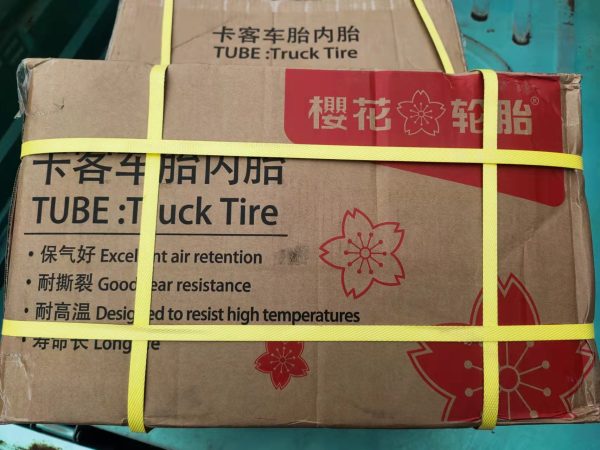 卡客车胎内胎
TUBE :Truck Tire
櫻花 轮胎®
卡客车胎内胎
TUBE :Truck Tire
• 保气好 Excellent air retention
• 耐撕裂 Good tear resistance
• 耐高温 Designed to resist high temperatures
• 寿命长 Long